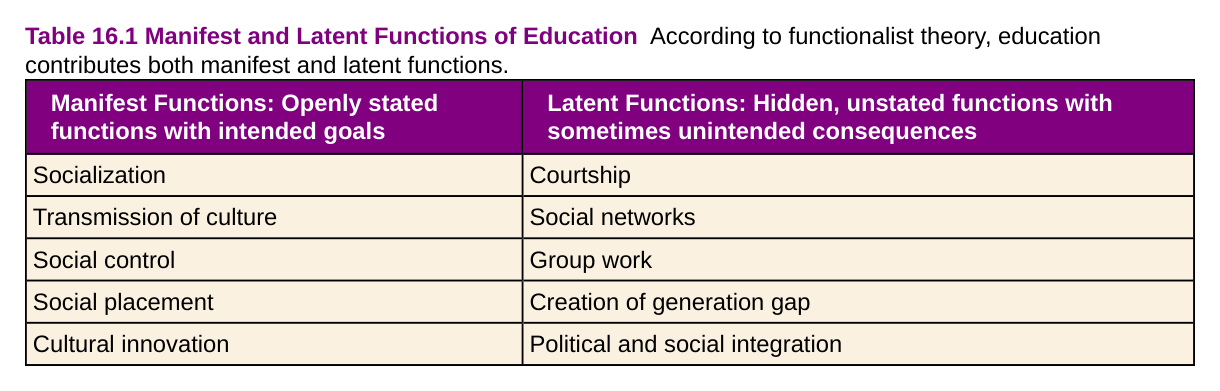 Table 16.1 Manifest and Latent Functions of Education  According to functionalist theory, education
contributes both manifest and latent functions.
Manifest Functions: Openly stated
functions with intended goals
Latent Functions: Hidden, unstated functions with
sometimes unintended consequences
Socialization
Courtship
Transmission of culture
Social networks
Social control
Group work
Social placement
Creation of generation gap
Cultural innovation
Political and social integration